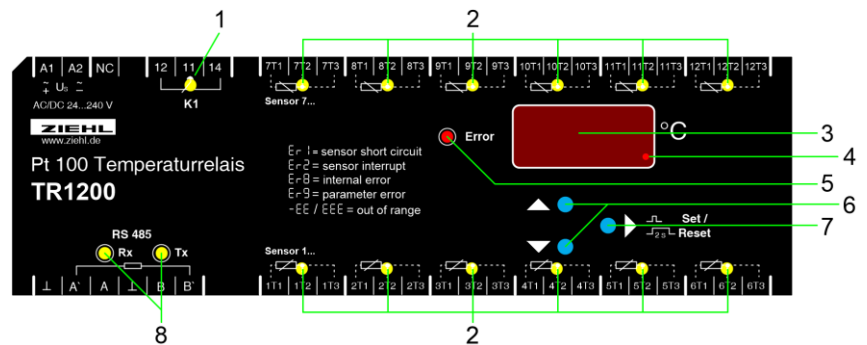 1
2
A1 A2 NC
12 11 14
7T1 7T2 7T3 8T1 8T2 8T3 9T1 9T2 9T3 10T1 10T2 10T3 11T1 11T2 11T3 12T1 12T2 12T3
Us
K1
Sensor 7...
AC/DC 24...240 V
ZIEHL
www.ziehl.de
Pt 100 Temperaturrelais
TR1200
Error
°C
3
4
5
Er1= sensor short circuit
Er2= sensor interrupt
Er8= internal error
Er9= parameter error
-EE / EEE = out of range
6
Set /
2 s
Reset
7
RS 485
Rx
Tx
Sensor 1...
⊥ A` A ⊥ B B`
1T1 1T2 1T3 2T1 2T2 2T3 3T1 3T2 3T3 4T1 4T2 4T3 5T1 5T2 5T3 6T1 6T2 6T3
8
2